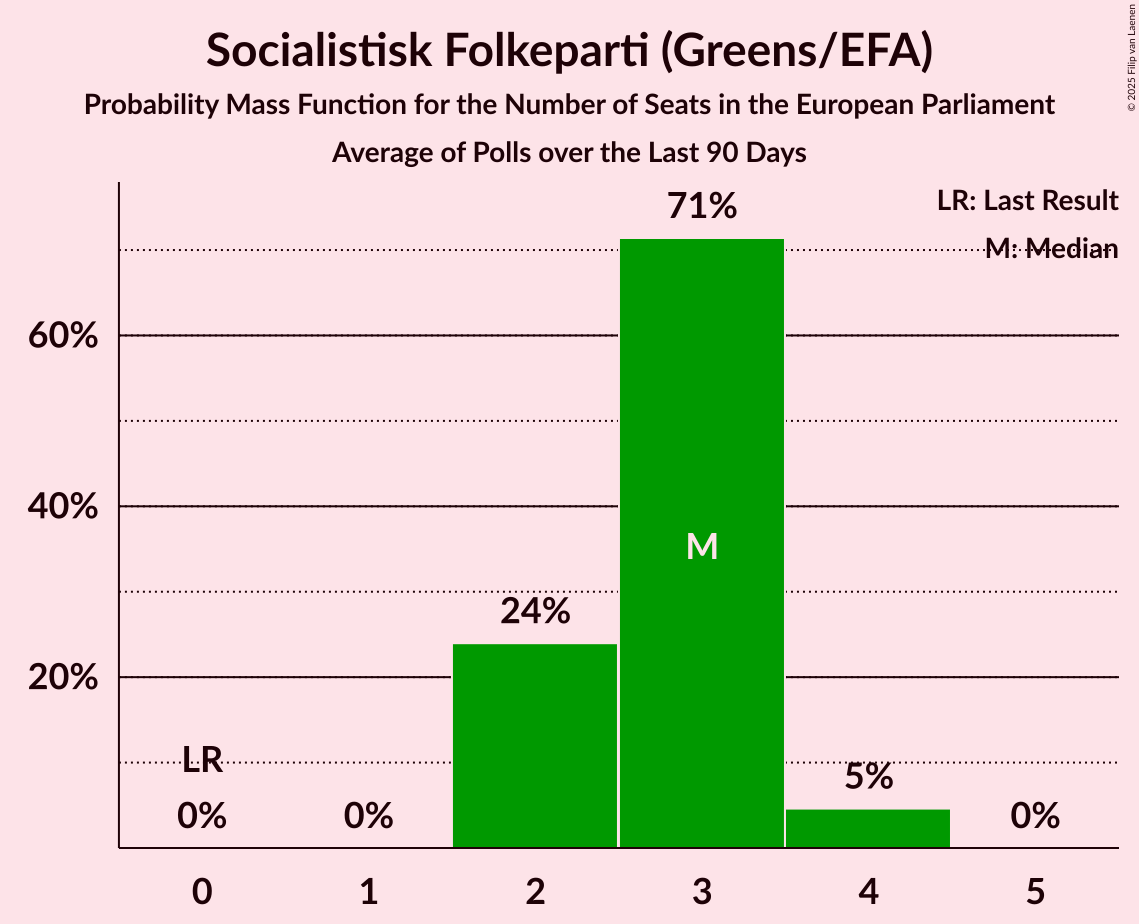 Socialistisk Folkeparti (Greens/EFA)
Probability Mass Function for the Number of Seats in the European Parliament
Average of Polls over the Last 90 Days
© 2025 Filip van Laenen
LR: Last Result
M: Median
71%
60%
40%
M
24%
20%
LR
5%
0%
0%
0%
0 1 2 3 4 5